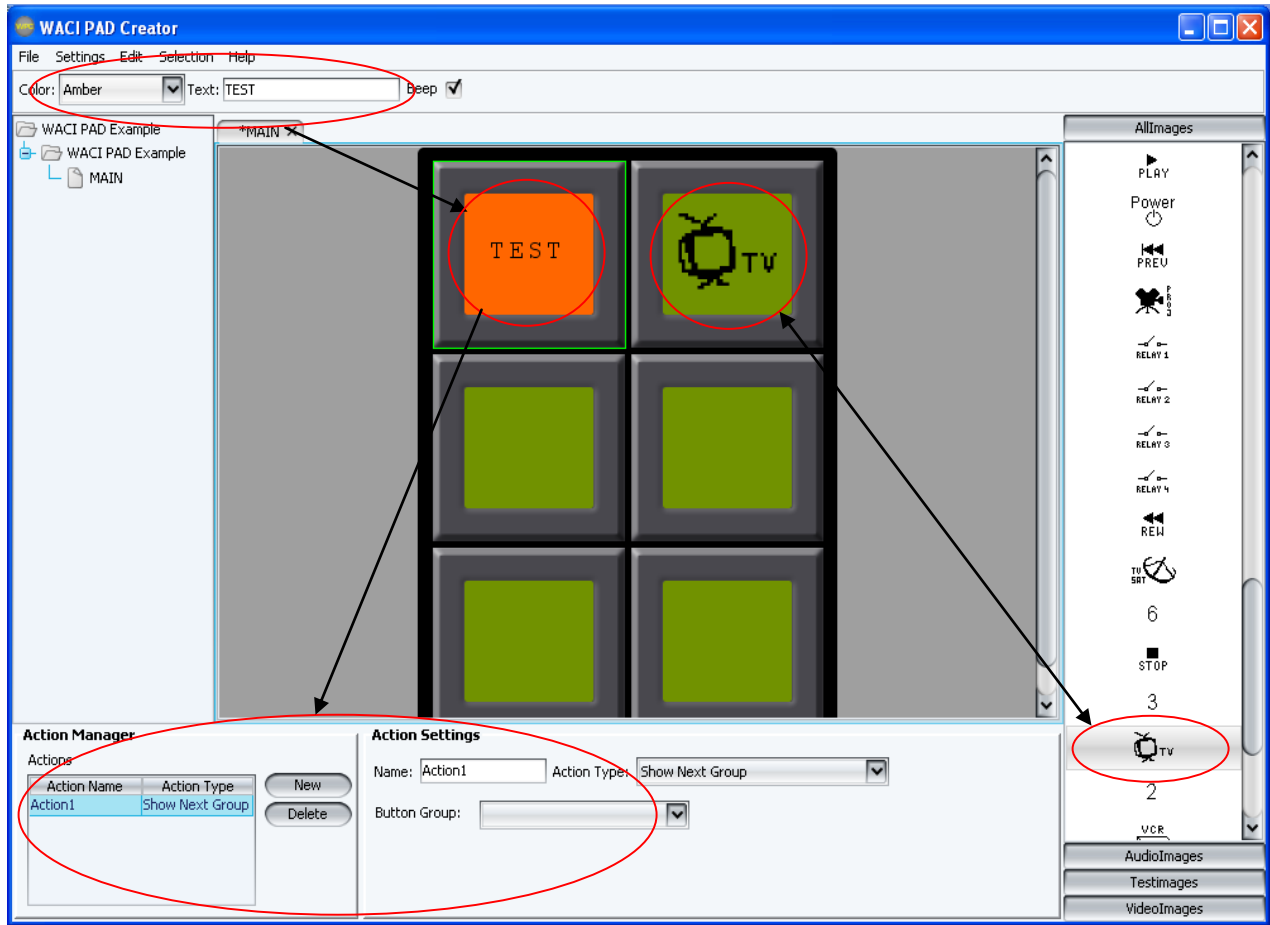 WACI PAD Creator
File Settings Edit Selection Help
Color: Amber Text: TEST Beep
WACI PAD Example
WACI PAD Example
MAIN
*MAIN
TEST
TV
AllImages
PLAY
Power
PREV
PROJ
RELAY 1
RELAY 2
RELAY 3
RELAY 4
REW
TV
SAT
6
STOP
3
TV
2
VCR
AudioImages
Testimages
VideoImages
Action Manager
Actions
Action Name Action Type
Action1 Show Next Group
New
Delete
Action Settings
Name: Action1 Action Type: Show Next Group
Button Group: